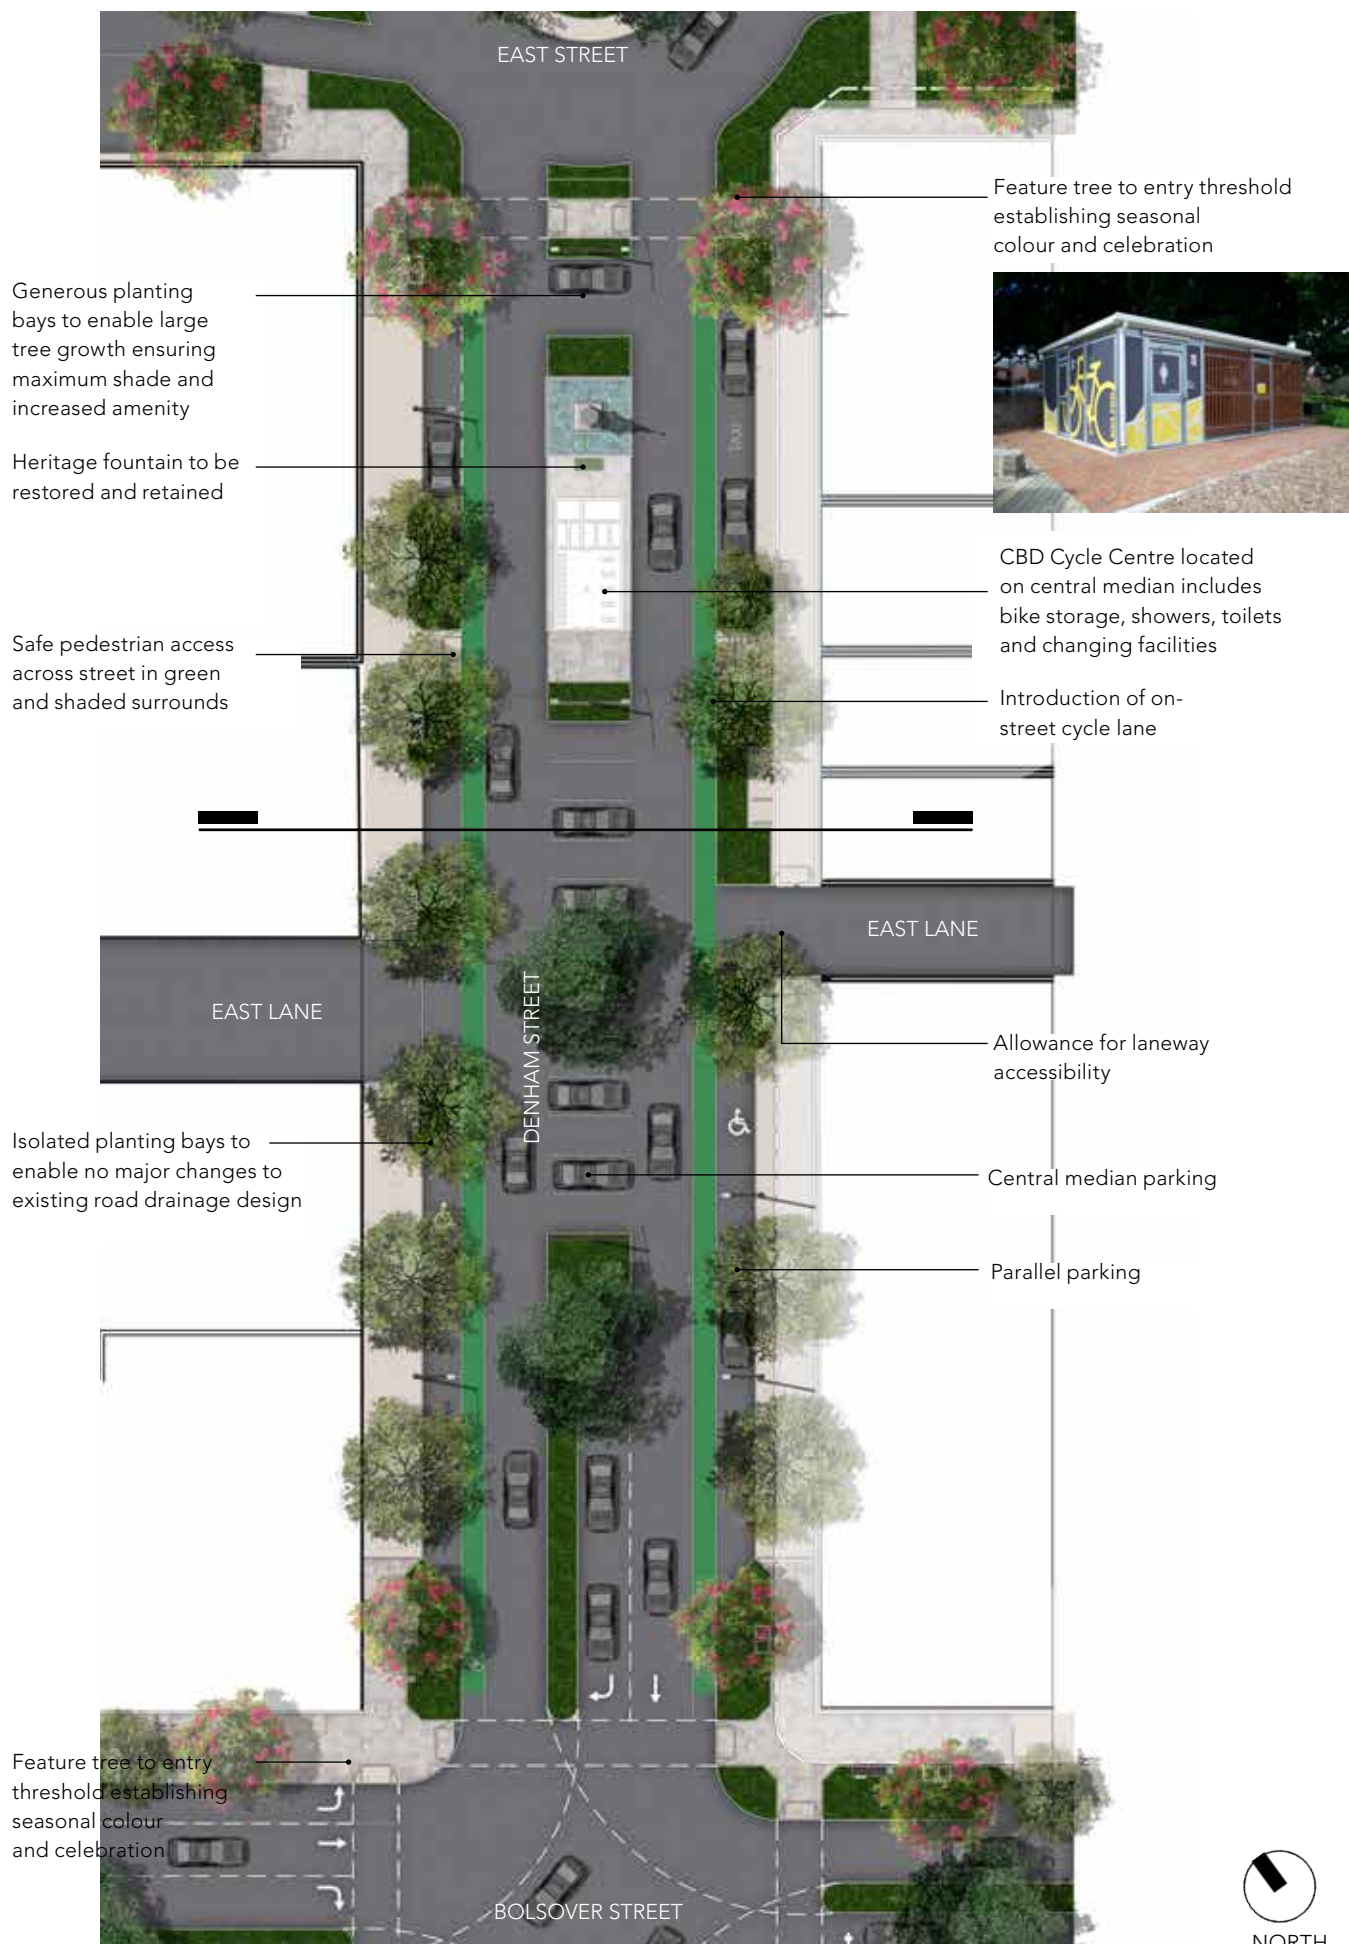 EAST STREET
Feature tree to entry threshold
establishing seasonal
colour and celebration
Generous planting
bays to enable large
tree growth ensuring
maximum shade and
increased amenity
Heritage fountain to be
restored and retained
CBD Cycle Centre located
on central median includes
bike storage, showers, toilets
and changing facilities
Safe pedestrian access
across street in green
and shaded surrounds
Introduction of on-
street cycle lane
EAST LANE
EAST LANE
DENHAM STREET
Allowance for laneway
accessibility
Isolated planting bays to
enable no major changes to
existing road drainage design
Central median parking
Parallel parking
Feature tree to entry
threshold establishing
seasonal colour
and celebration
BOLSOVER STREET
NORTH